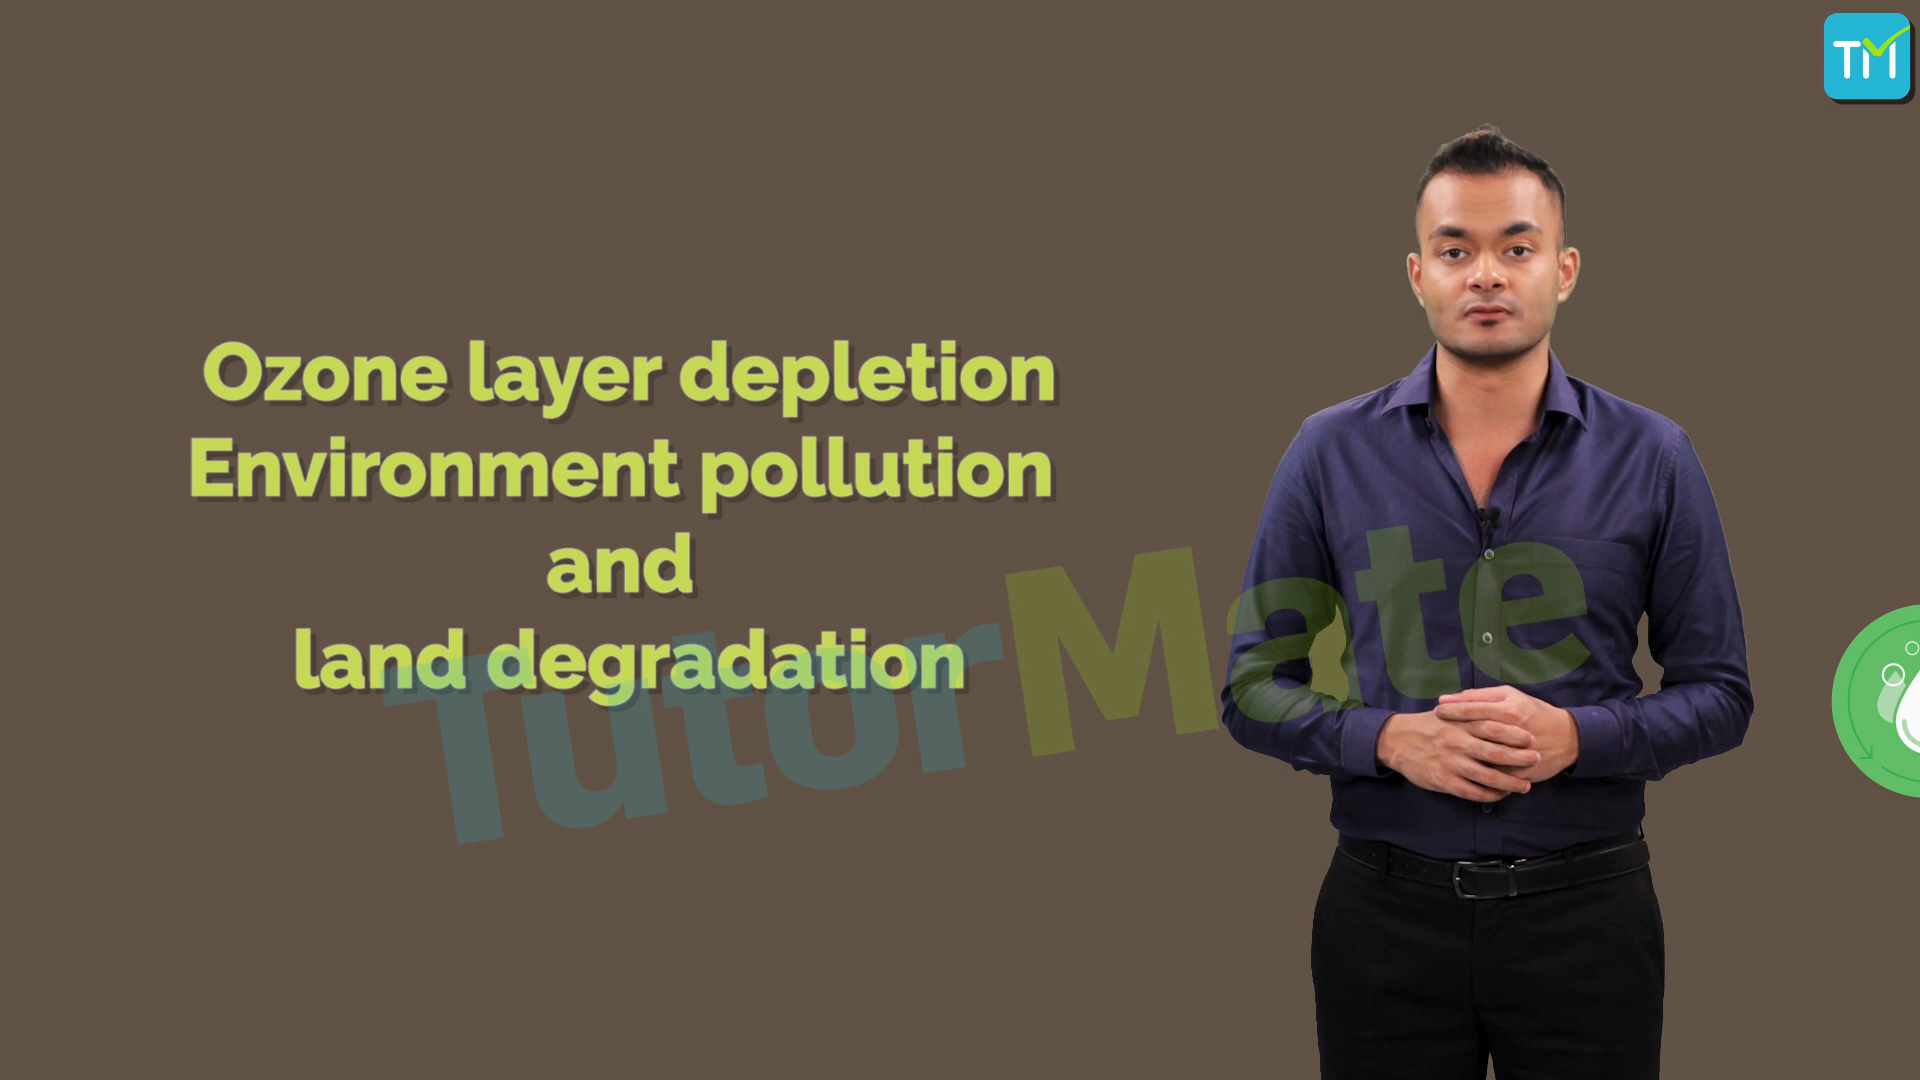 TM
Ozone layer depletion
Environment pollution
and
land degradation
TutorMate